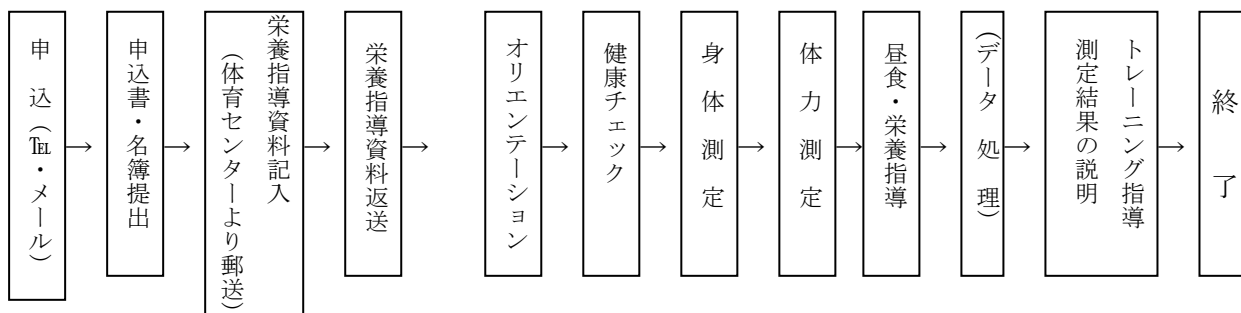 申込(℡・メール)
→
申込書・名簿提出
→
栄養指導資料記入
(体育センターより郵送)
→
栄養指導資料返送
→
オリエンテーション
→
健康チェック
→
身体測定
→
体力測定
→
昼食・栄養指導
→
(データ処理)
→
トレーニング指導
測定結果の説明
→
終了